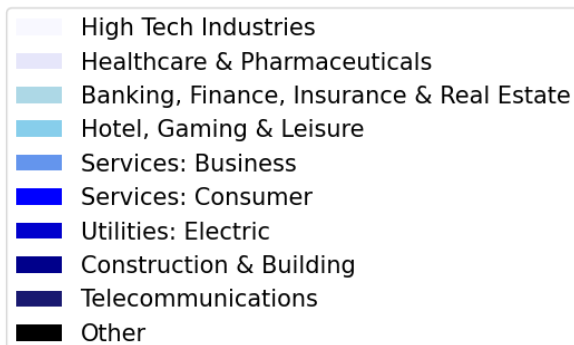 High Tech Industries
Healthcare & Pharmaceuticals
Banking, Finance, Insurance & Real Estate
Hotel, Gaming & Leisure
Services: Business
Services: Consumer
Utilities: Electric
Construction & Building
Telecommunications
Other